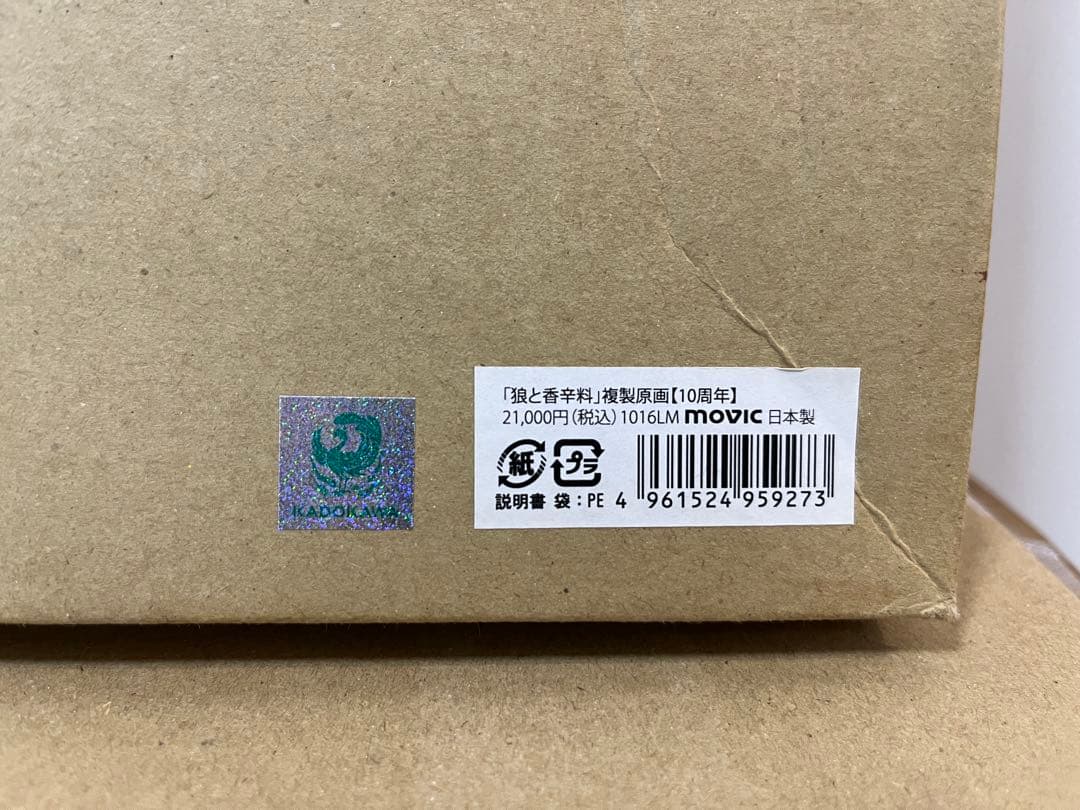 「狼と香辛料」複製原画【10周年】
21,000円(税込)1016LM movic 日本製
紙 プラ
説明書 袋:PE 4 961524 959273
KADOKAWA